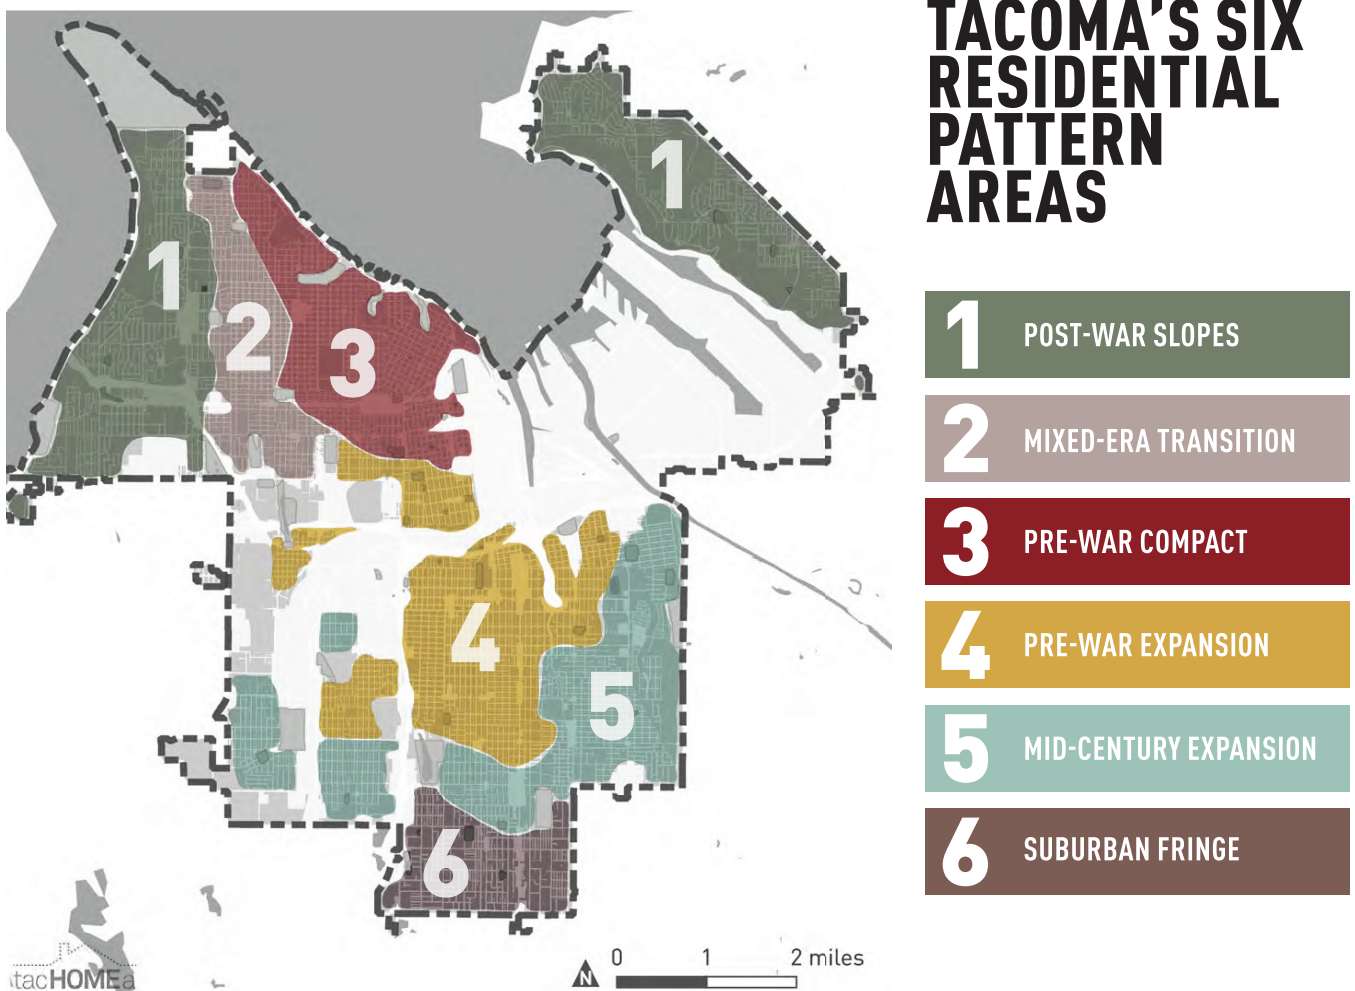 TACOMA'S SIX
RESIDENTIAL
PATTERN
AREAS
1
1
2
3
4
5
6
1 POST-WAR SLOPES
2 MIXED-ERA TRANSITION
3 PRE-WAR COMPACT
4 PRE-WAR EXPANSION
5 MID-CENTURY EXPANSION
6 SUBURBAN FRINGE
tacHOMEa
N
0 1 2 miles